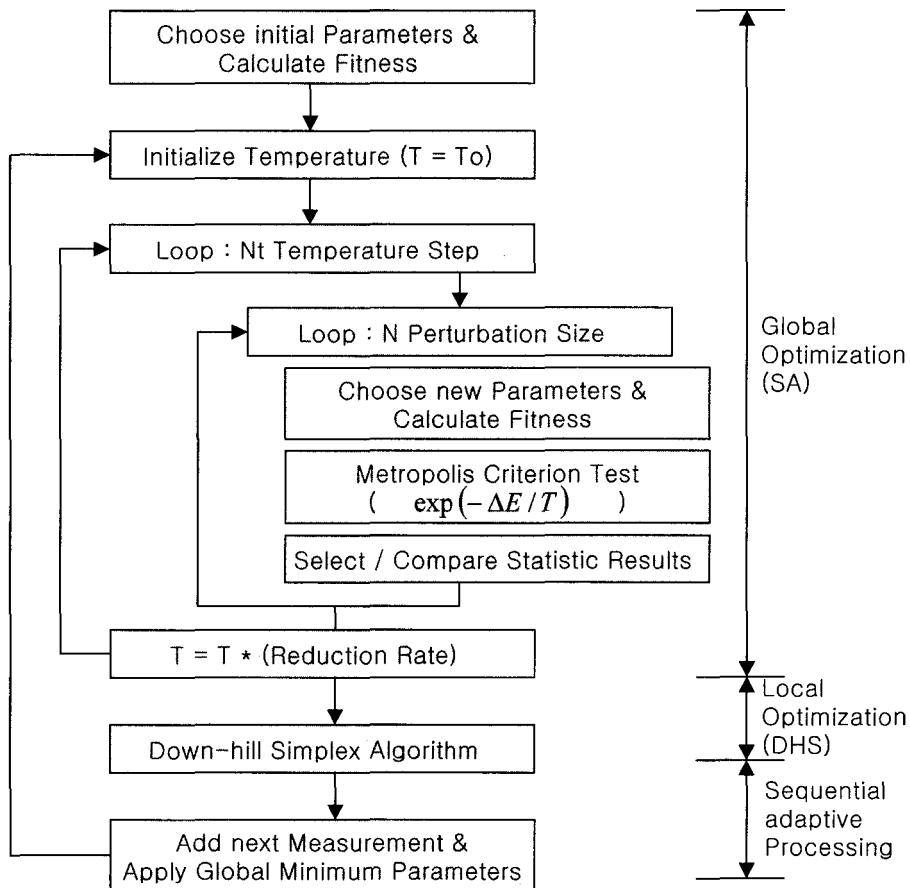 Choose initial Parameters &
Calculate Fitness
Initialize Temperature (T = To)
Loop : Nt Temperature Step
Loop : N Perturbation Size
Choose new Parameters &
Calculate Fitness
Metropolis Criterion Test
( exp(−ΔE/T) )
Select / Compare Statistic Results
T = T * (Reduction Rate)
Down-hill Simplex Algorithm
Add next Measurement &
Apply Global Minimum Parameters
Global
Optimization
(SA)
Local
Optimization
(DHS)
Sequential
adaptive
Processing